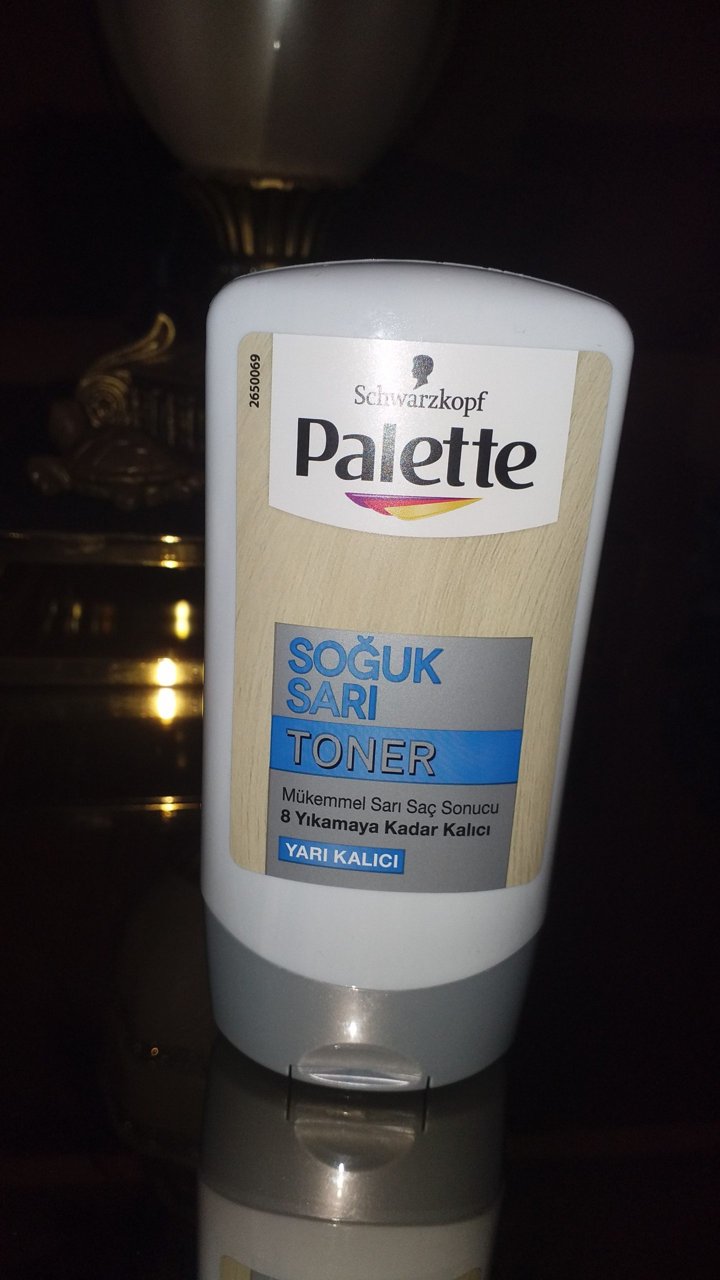 2650069
Schwarzkopf
Palette
SOĞUK
SARI
TONER
Mükemmel Sarı Saç Sonucu
8 Yıkamaya Kadar Kalıcı
YARI KALICI